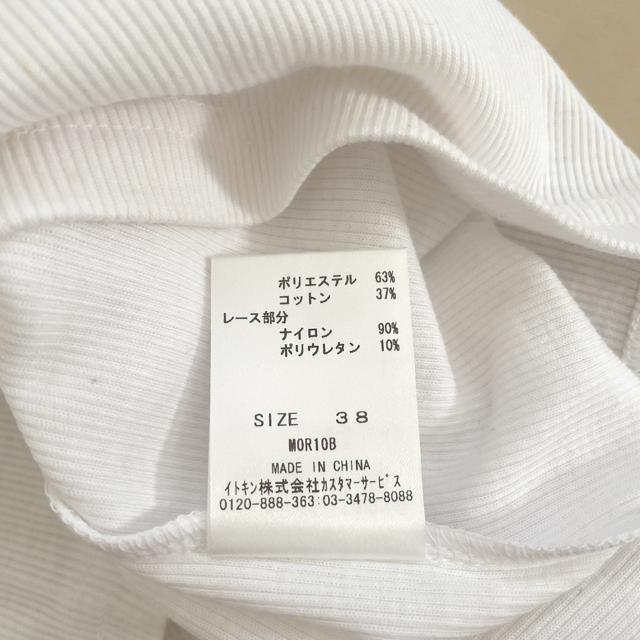 ポリエステル 63%
コットン 37%
レース部分
ナイロン 90%
ポリウレタン 10%
SIZE 38
MOR10B
MADE IN CHINA
イトキン株式会社カスタマーサービス
0120-888-363:03-3478-8088